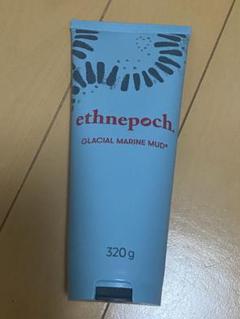 ethnepoch.
GLACIAL MARINE MUD®
320g